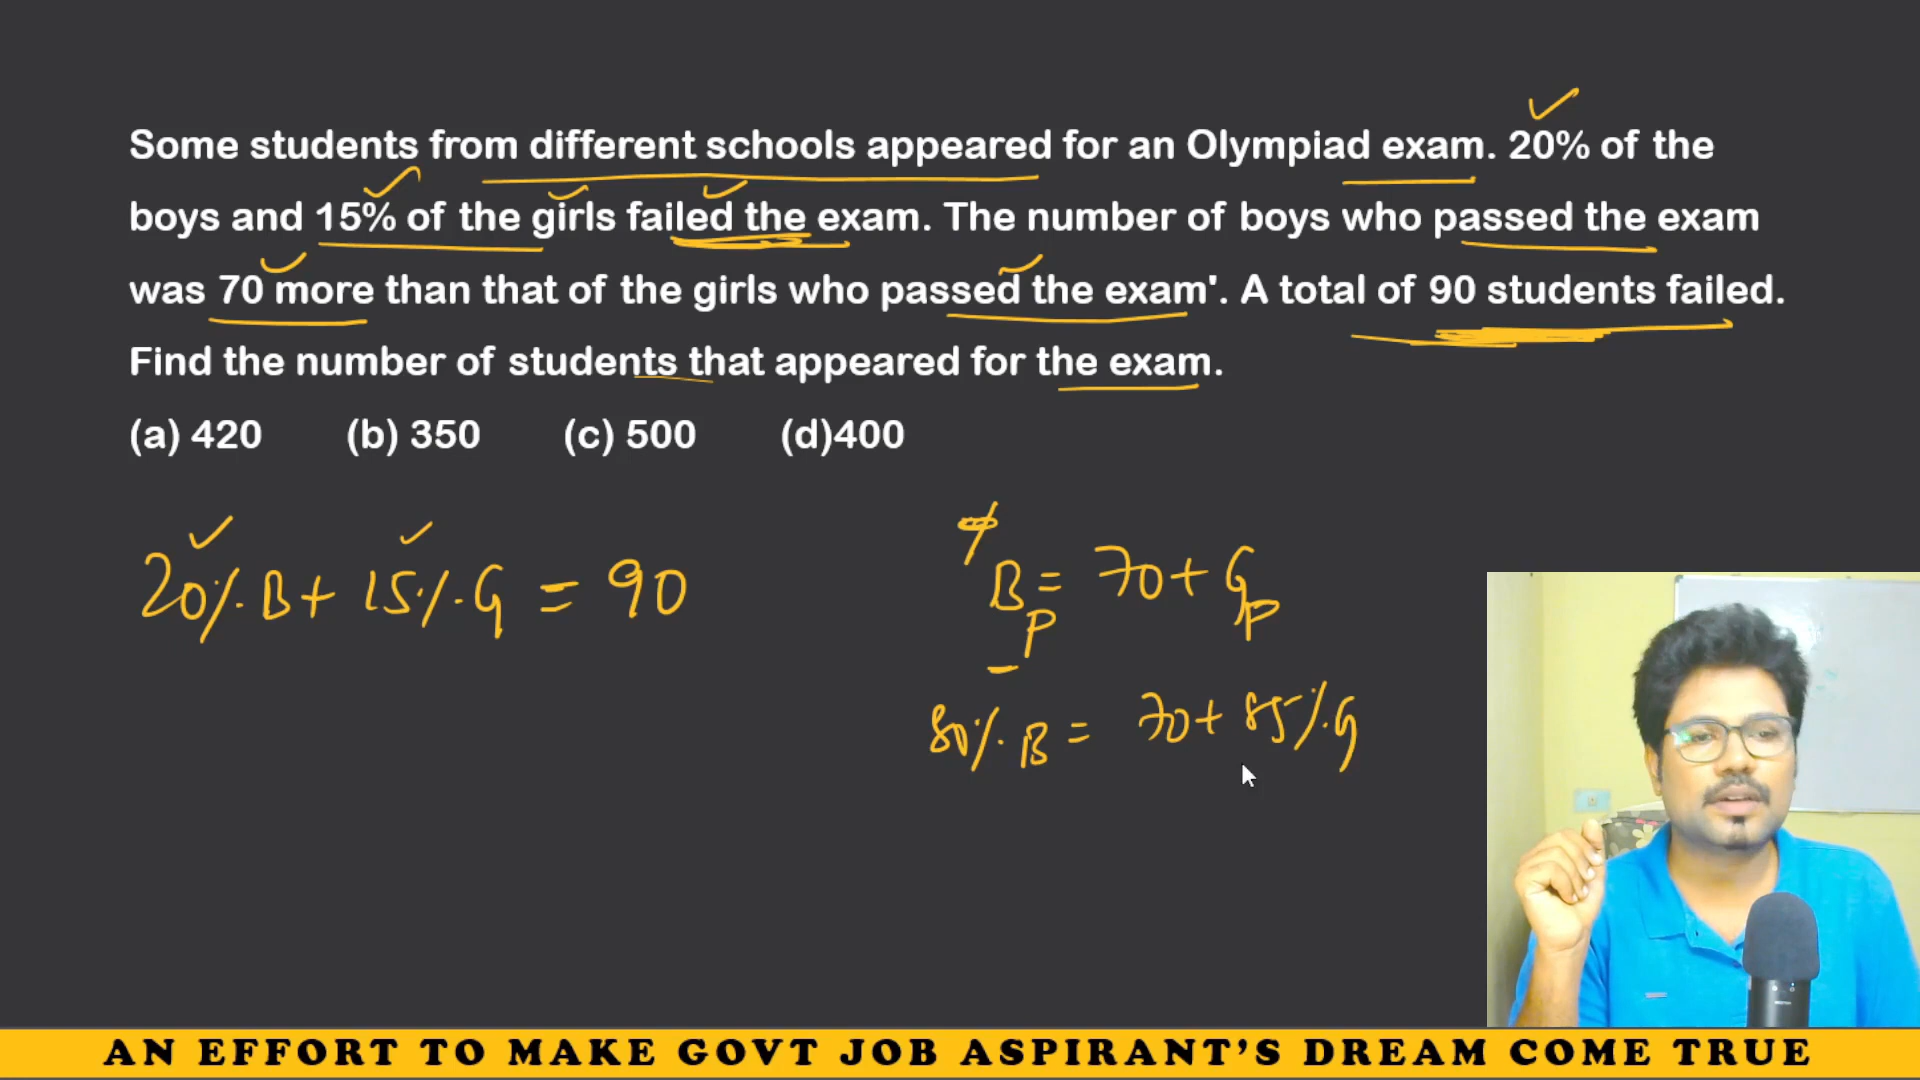 Some students from different schools appeared for an Olympiad exam. 20% of the
boys and 15% of the girls failed the exam. The number of boys who passed the exam
was 70 more than that of the girls who passed the exam'. A total of 90 students failed.
Find the number of students that appeared for the exam.
(a) 420 (b) 350 (c) 500 (d)400
20% B + 15% G = 90
B = 70 + G
P P
80% B = 70 + 85% G
AN EFFORT TO MAKE GOVT JOB ASPIRANT’S DREAM COME TRUE